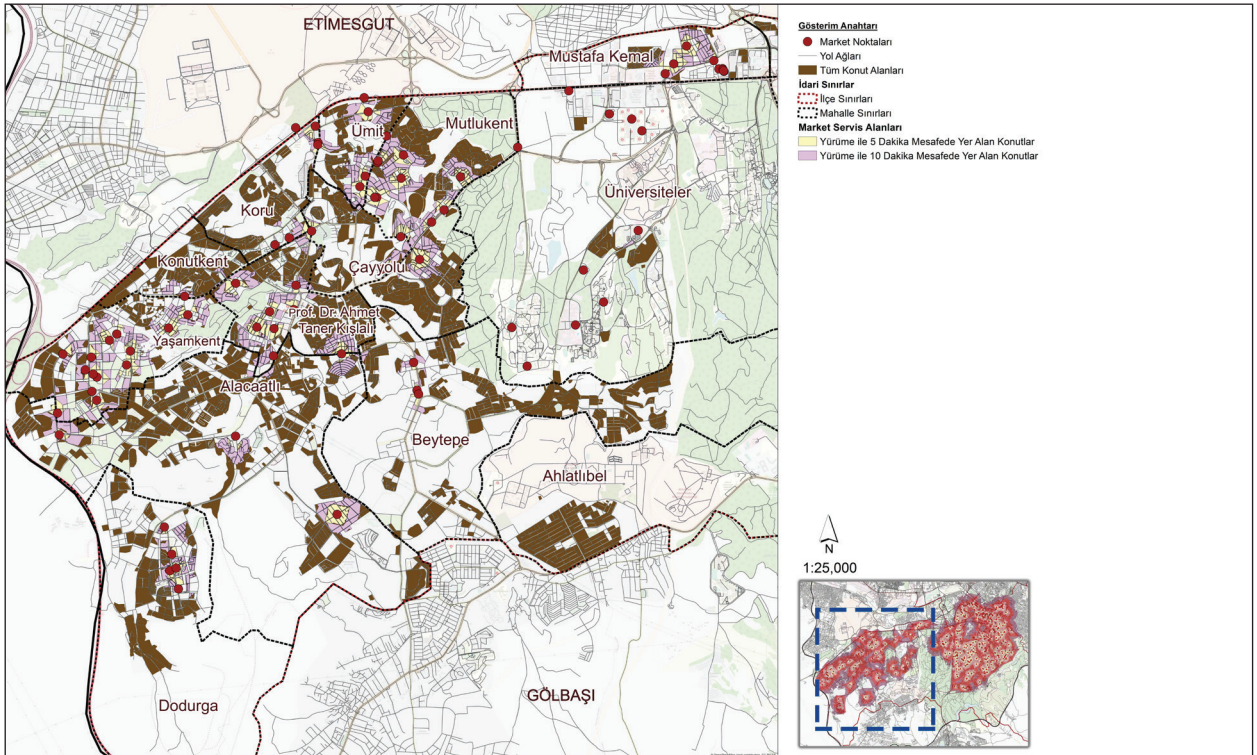 ETİMESGUT
Mustafa Kemal
Ümit
Mutlukent
Üniversiteler
Koru
Konutkent
Çayyolu
Prof. Dr. Ahmet
Taner Kışlalı
Yaşamkent
Alacaatlı
Beytepe
Ahlatlıbel
GÖLBAŞI
Dodurga
Gösterim Anahtarı
Market Noktaları
Yol Ağları
Tüm Konut Alanları
İdari Sınırlar
İlçe Sınırları
Mahalle Sınırları
Market Servis Alanları
Yürüme ile 5 Dakika Mesafede Yer Alan Konutlar
Yürüme ile 10 Dakika Mesafede Yer Alan Konutlar
N
1:25,000